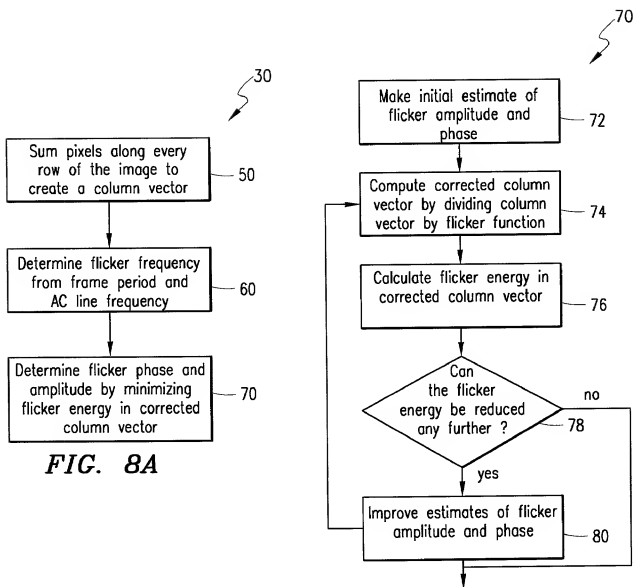 30
Sum pixels along every
row of the image to
create a column vector
50
Determine flicker frequency
from frame period and
AC line frequency
60
Determine flicker phase and
amplitude by minimizing
flicker energy in corrected
column vector
70
FIG. 8A
70
Make initial estimate of
flicker amplitude and
phase
72
Compute corrected column
vector by dividing column
vector by flicker function
74
Calculate flicker energy in
corrected column vector
76
Can
the flicker
energy be reduced
any further ?
78
no
yes
Improve estimates of flicker
amplitude and phase
80